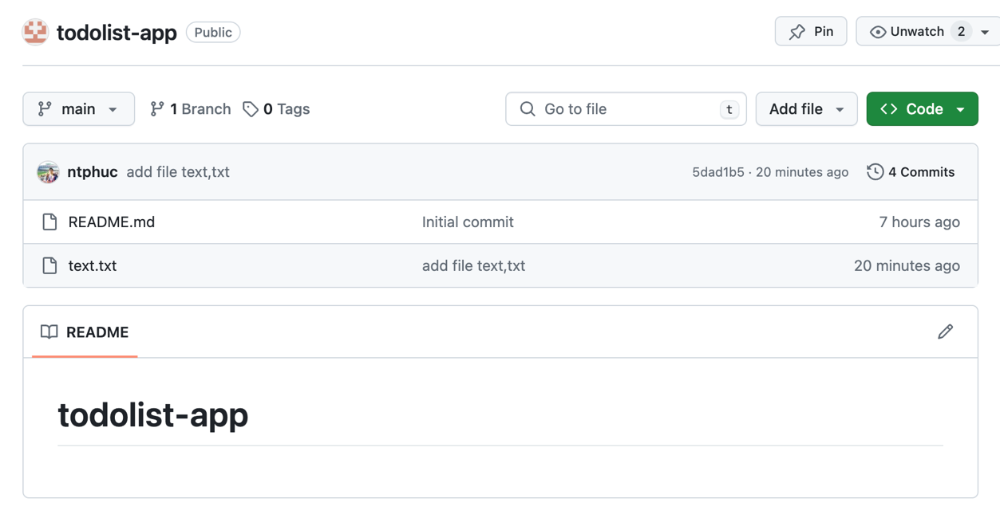 todolist-app Public Pin Unwatch 2
main 1 Branch 0 Tags Go to file t Add file Code
ntphuc add file text,txt 5dad1b5 · 20 minutes ago 4 Commits
README.md Initial commit 7 hours ago
text.txt add file text,txt 20 minutes ago
README
todolist-app